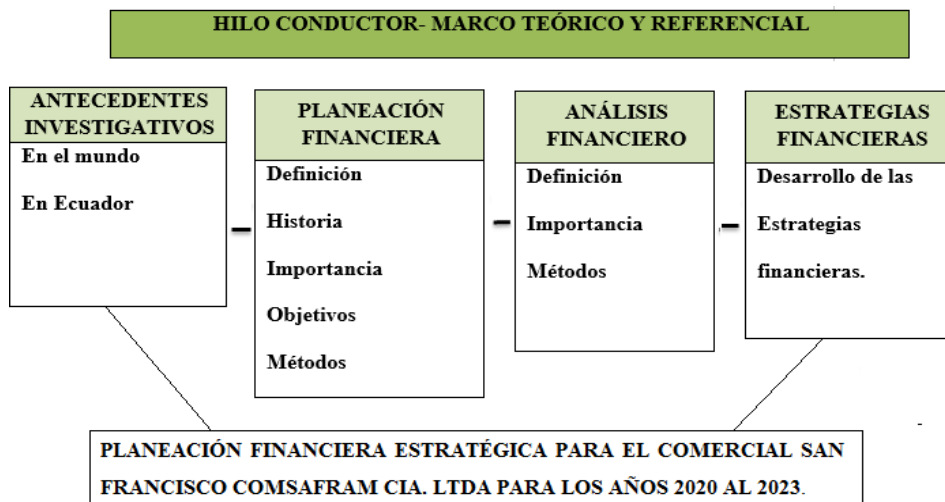 HILO CONDUCTOR- MARCO TEÓRICO Y REFERENCIAL
ANTECEDENTES
INVESTIGATIVOS
En el mundo
En Ecuador
PLANEACIÓN
FINANCIERA
Definición
Historia
Importancia
Objetivos
Métodos
ANÁLISIS
FINANCIERO
Definición
Importancia
Métodos
ESTRATEGIAS
FINANCIERAS
Desarrollo de las
Estrategias
financieras.
PLANEACIÓN FINANCIERA ESTRATÉGICA PARA EL COMERCIAL SAN
FRANCISCO COMSAFRAM CIA. LTDA PARA LOS AÑOS 2020 AL 2023.